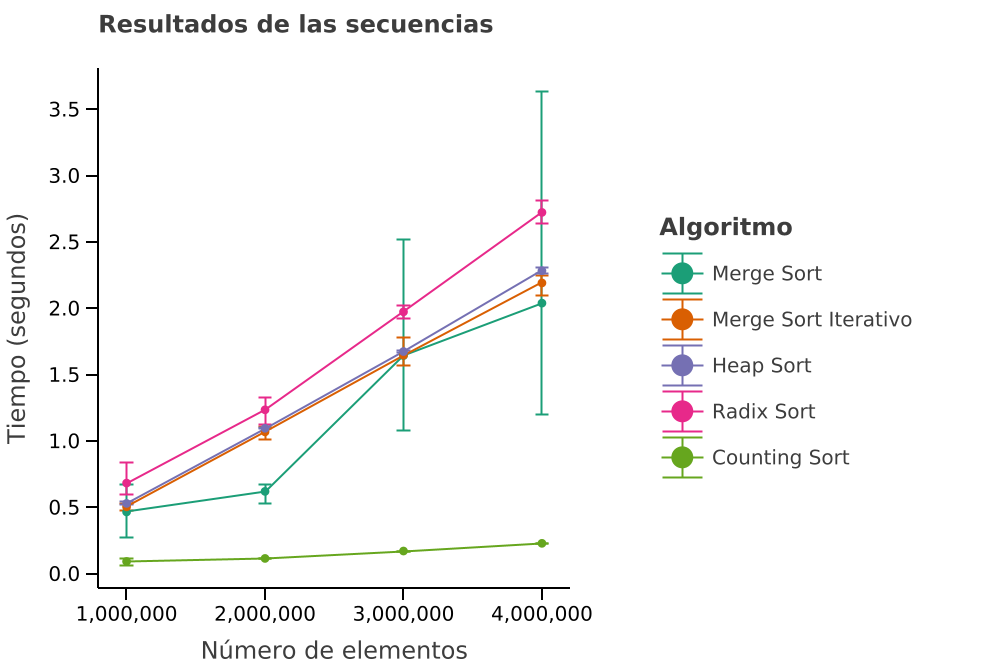 Resultados de las secuencias
Tiempo (segundos)
3.5
3.0
2.5
2.0
1.5
1.0
0.5
0.0
1,000,000 2,000,000 3,000,000 4,000,000
Número de elementos
Algoritmo
Merge Sort
Merge Sort Iterativo
Heap Sort
Radix Sort
Counting Sort